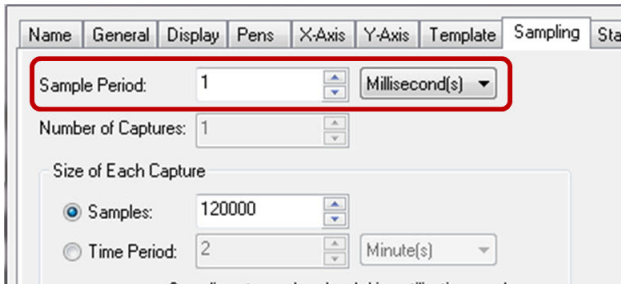 Name General Display Pens X-Axis Y-Axis Template Sampling Sta
Sample Period: 1 Millisecond(s)
Number of Captures: 1
Size of Each Capture
Samples: 120000
Time Period: 2 Minute(s)